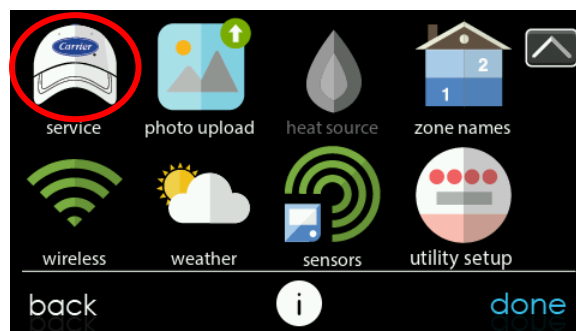 Carrier
service
photo upload
heat source
2
1
zone names
wireless
weather
sensors
utility setup
back
i
done